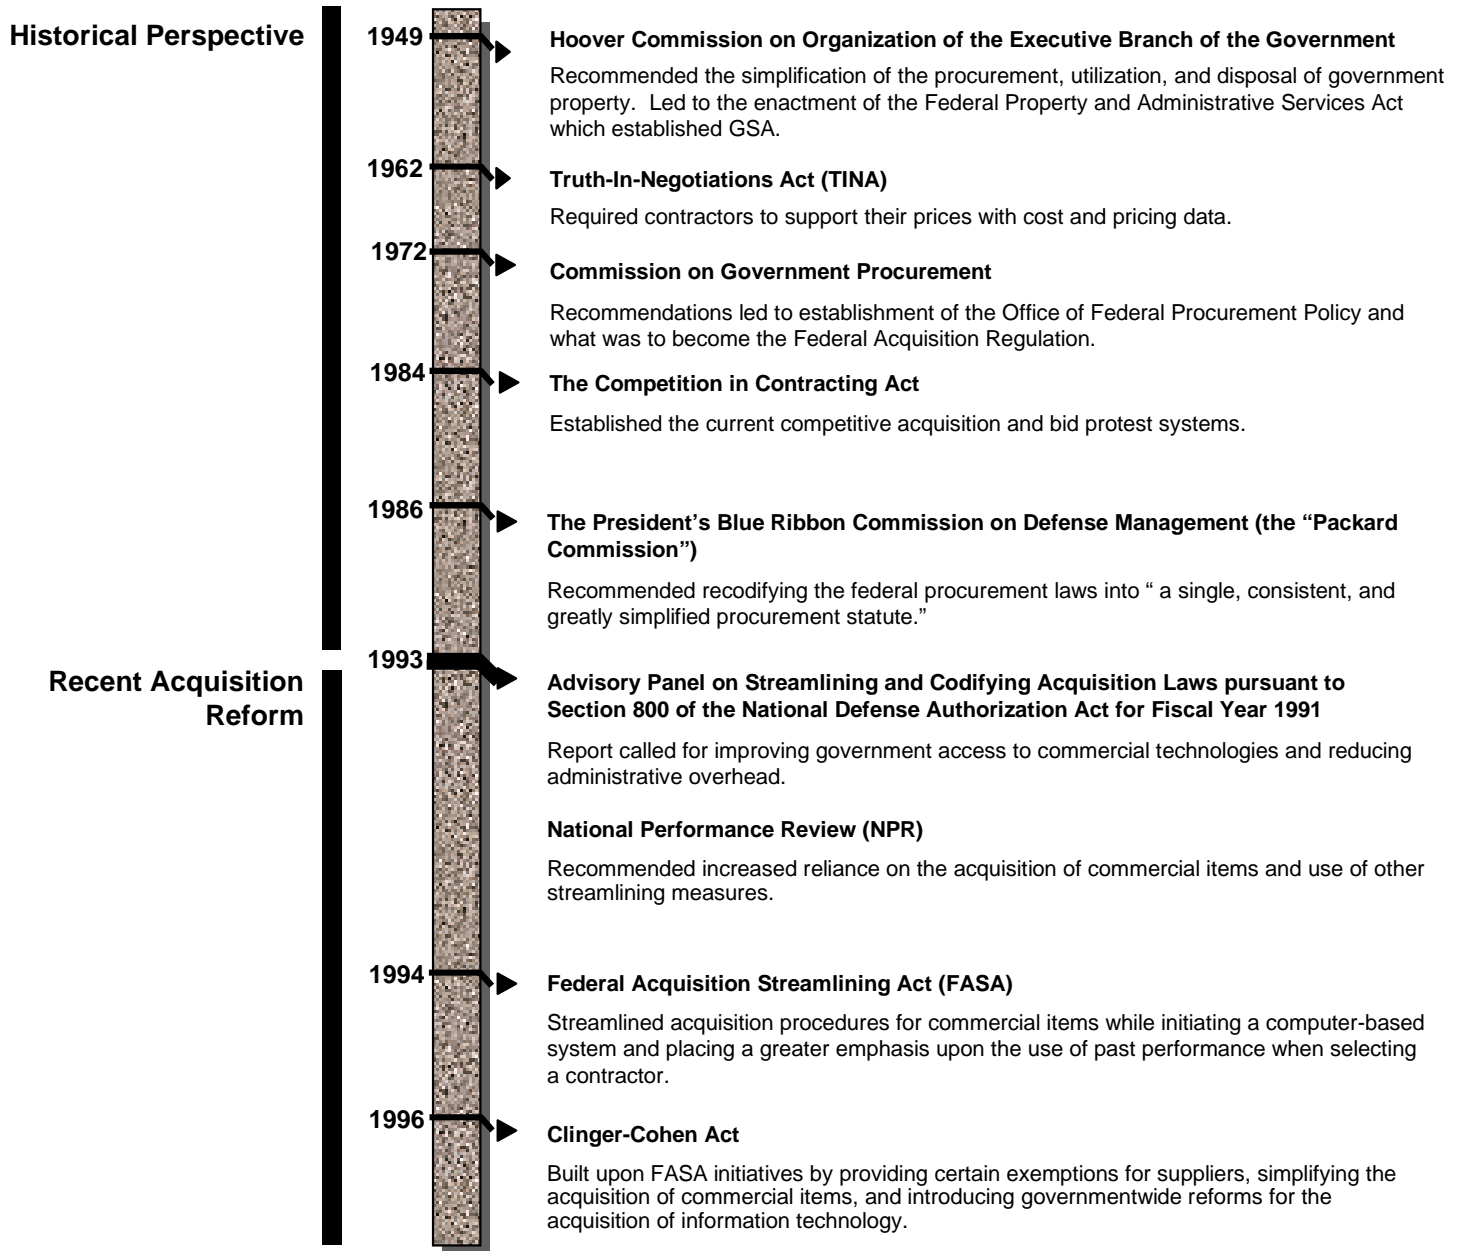 Historical Perspective
1949
Hoover Commission on Organization of the Executive Branch of the Government
Recommended the simplification of the procurement, utilization, and disposal of government
property.  Led to the enactment of the Federal Property and Administrative Services Act
which established GSA.
1962
Truth-In-Negotiations Act (TINA)
Required contractors to support their prices with cost and pricing data.
1972
Commission on Government Procurement
Recommendations led to establishment of the Office of Federal Procurement Policy and
what was to become the Federal Acquisition Regulation.
1984
The Competition in Contracting Act
Established the current competitive acquisition and bid protest systems.
1986
The President’s Blue Ribbon Commission on Defense Management (the “Packard
Commission”)
Recommended recodifying the federal procurement laws into “ a single, consistent, and
greatly simplified procurement statute.”
Recent Acquisition
Reform
1993
Advisory Panel on Streamlining and Codifying Acquisition Laws pursuant to
Section 800 of the National Defense Authorization Act for Fiscal Year 1991
Report called for improving government access to commercial technologies and reducing
administrative overhead.
National Performance Review (NPR)
Recommended increased reliance on the acquisition of commercial items and use of other
streamlining measures.
1994
Federal Acquisition Streamlining Act (FASA)
Streamlined acquisition procedures for commercial items while initiating a computer-based
system and placing a greater emphasis upon the use of past performance when selecting
a contractor.
1996
Clinger-Cohen Act
Built upon FASA initiatives by providing certain exemptions for suppliers, simplifying the
acquisition of commercial items, and introducing governmentwide reforms for the
acquisition of information technology.